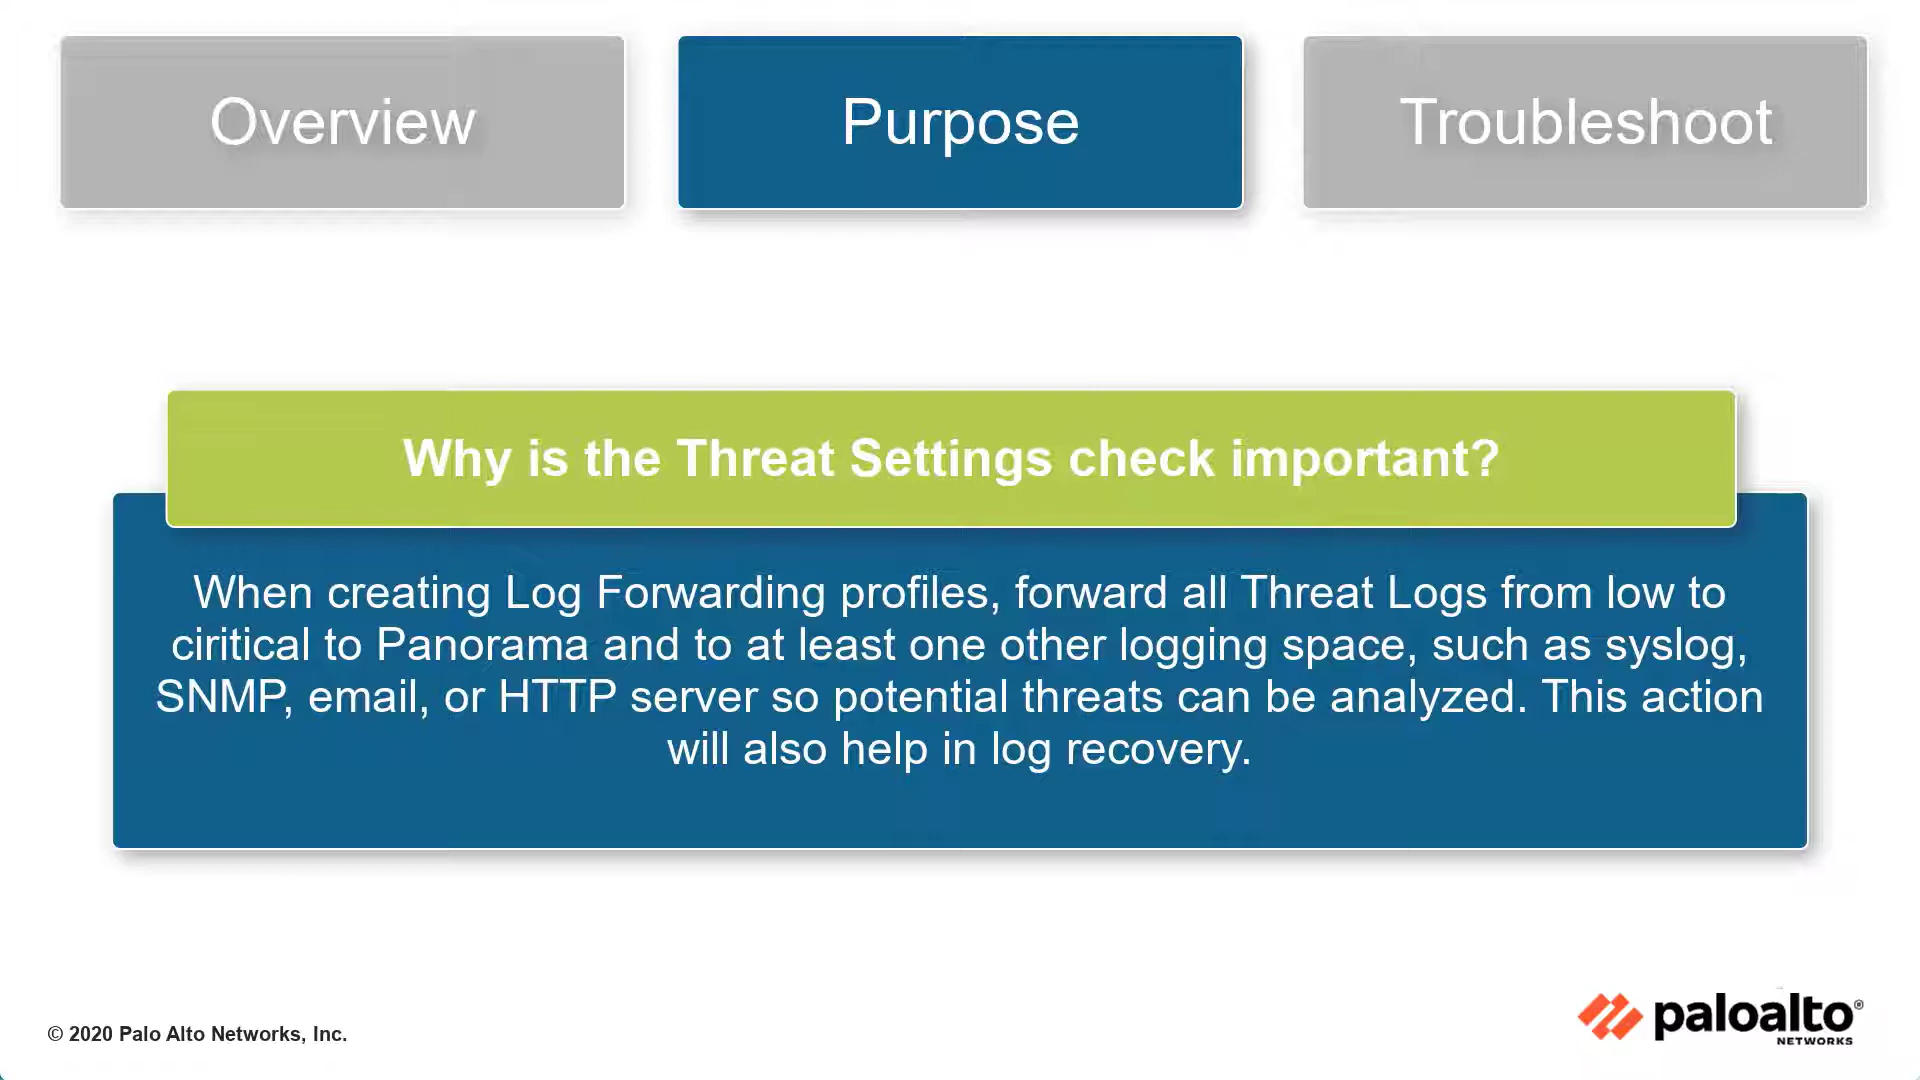 Overview
Purpose
Troubleshoot
Why is the Threat Settings check important?
When creating Log Forwarding profiles, forward all Threat Logs from low to
ciritical to Panorama and to at least one other logging space, such as syslog,
SNMP, email, or HTTP server so potential threats can be analyzed. This action
will also help in log recovery.
© 2020 Palo Alto Networks, Inc.
paloalto®
NETWORKS